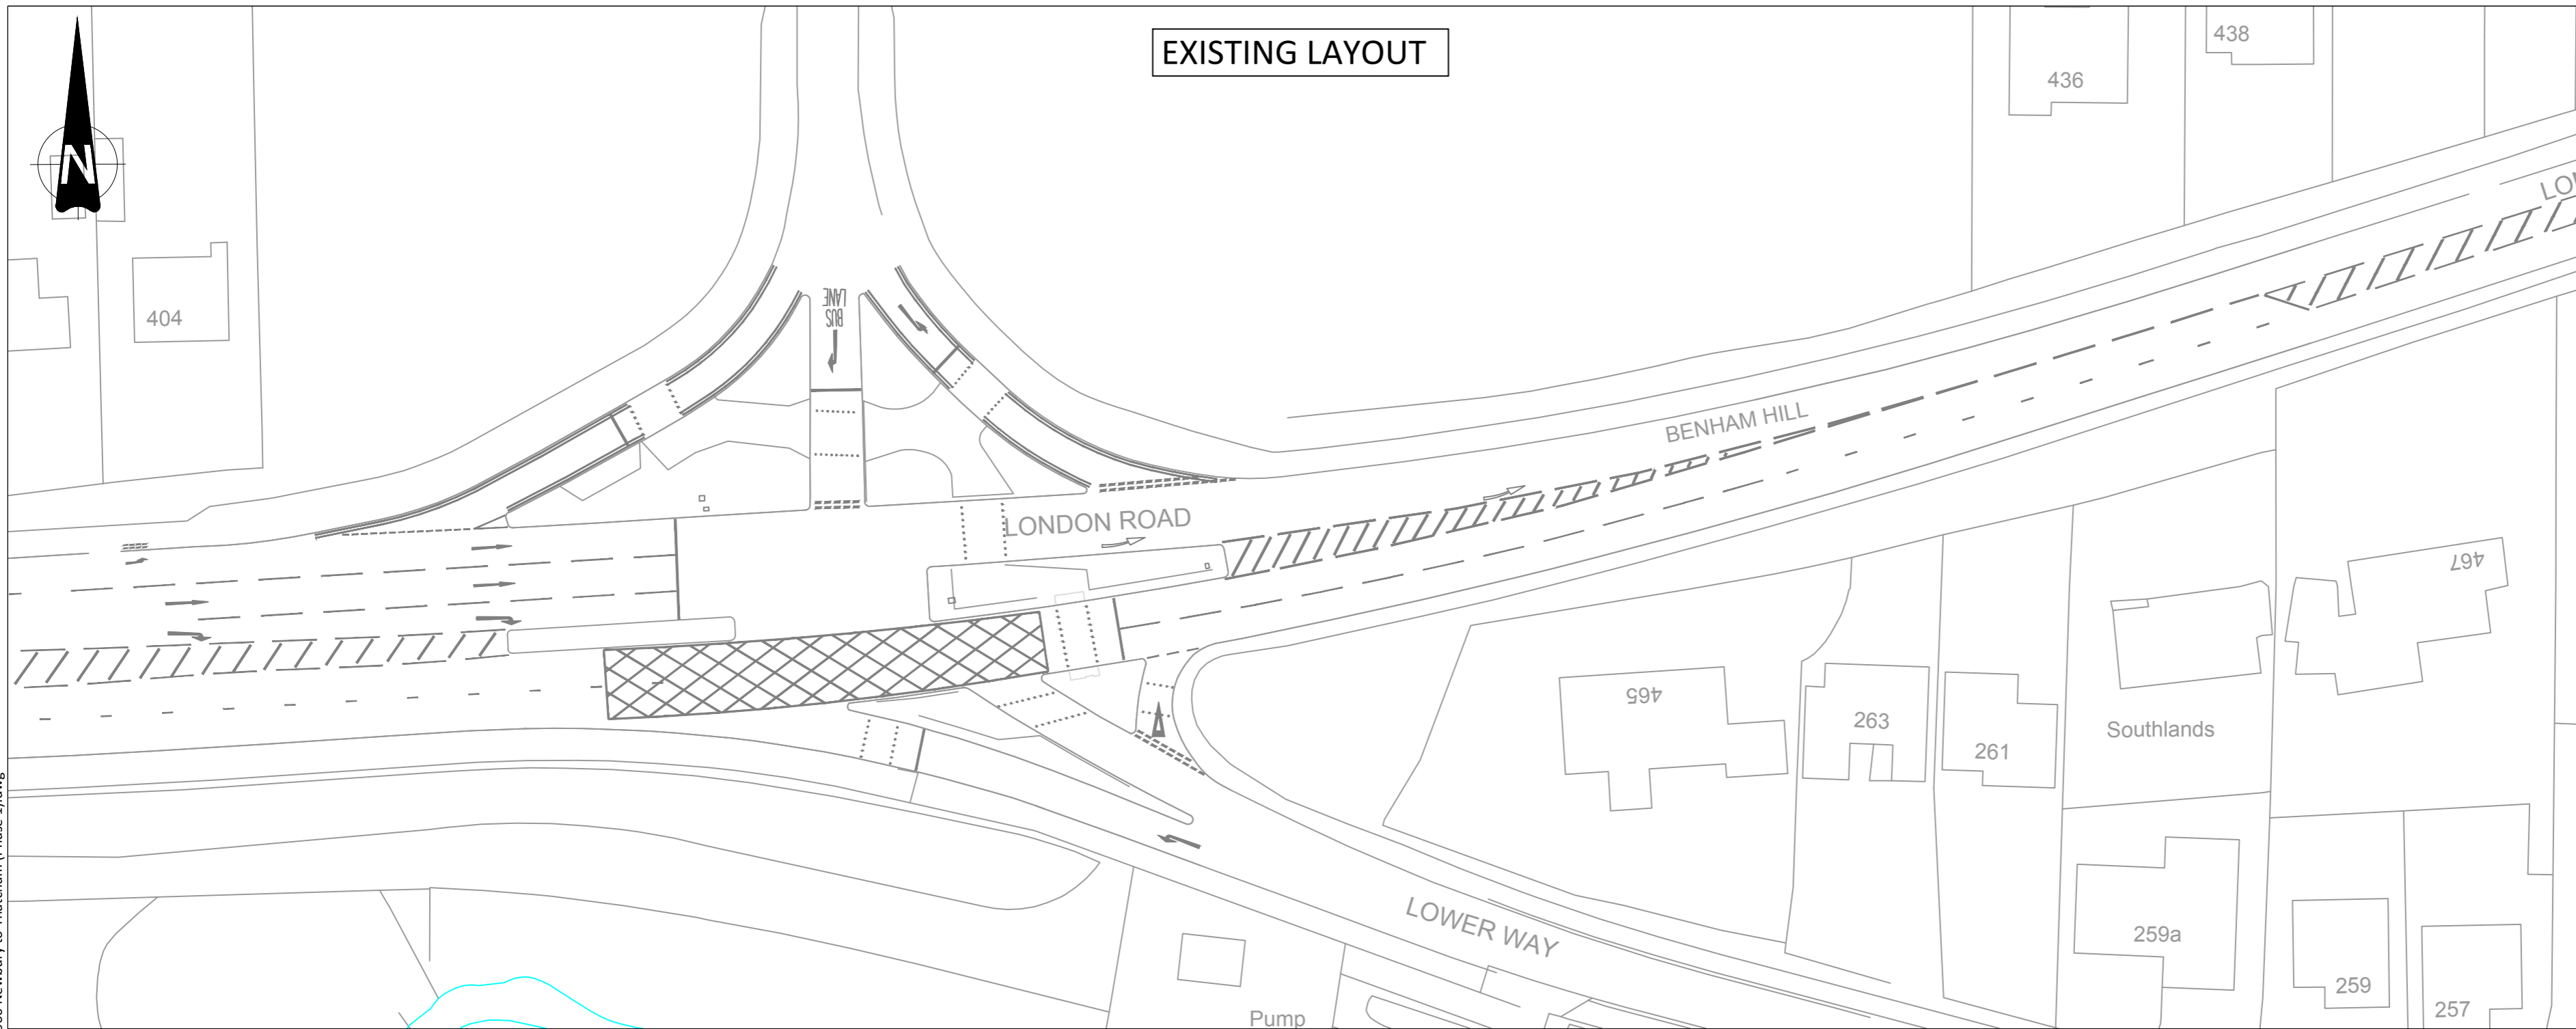 EXISTING LAYOUT
N
438
436
404
BUS
LANE
BENHAM HILL
LONDON ROAD
467
465
263
261
Southlands
LOWER WAY
259a
259
257
Pump